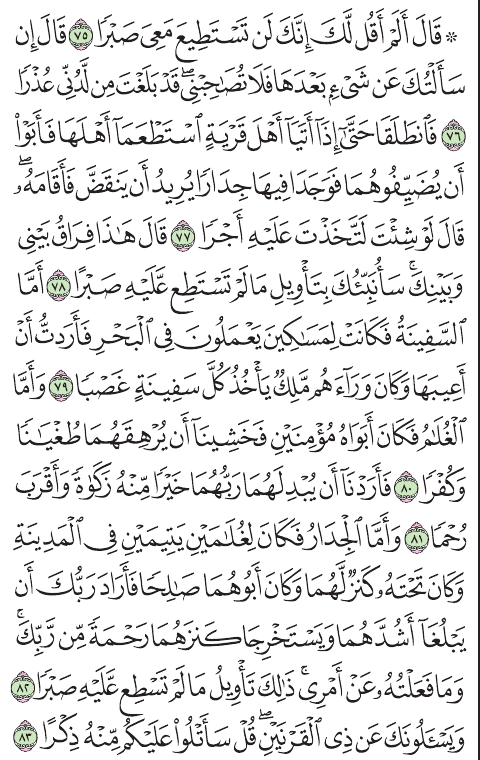 ۞ قَالَ أَلَمْ أَقُل لَّكَ إِنَّكَ لَن تَسْتَطِيعَ مَعِىَ صَبْرًا ٧٥ قَالَ إِن
سَأَلْتُكَ عَن شَىْءٍۭ بَعْدَهَا فَلَا تُصَٰحِبْنِىۖ قَدْ بَلَغْتَ مِن لَّدُنِّى عُذْرًا
٧٦ فَٱنطَلَقَا حَتَّىٰٓ إِذَآ أَتَيَآ أَهْلَ قَرْيَةٍ ٱسْتَطْعَمَآ أَهْلَهَا فَأَبَوْا۟
أَن يُضَيِّفُوهُمَا فَوَجَدَا فِيهَا جِدَارًا يُرِيدُ أَن يَنقَضَّ فَأَقَامَهُۥۖ
قَالَ لَوْ شِئْتَ لَتَّخَذْتَ عَلَيْهِ أَجْرًا ٧٧ قَالَ هَٰذَا فِرَاقُ بَيْنِى
وَبَيْنِكَۚ سَأُنَبِّئُكَ بِتَأْوِيلِ مَا لَمْ تَسْتَطِع عَّلَيْهِ صَبْرًا ٧٨ أَمَّا
ٱلسَّفِينَةُ فَكَانَتْ لِمَسَٰكِينَ يَعْمَلُونَ فِى ٱلْبَحْرِ فَأَرَدتُّ أَنْ
أَعِيبَهَا وَكَانَ وَرَآءَهُم مَّلِكٌ يَأْخُذُ كُلَّ سَفِينَةٍ غَصْبًا ٧٩ وَأَمَّا
ٱلْغُلَٰمُ فَكَانَ أَبَوَاهُ مُؤْمِنَيْنِ فَخَشِينَآ أَن يُرْهِقَهُمَا طُغْيَٰنًا
وَكُفْرًا ٨٠ فَأَرَدْنَآ أَن يُبْدِلَهُمَا رَبُّهُمَا خَيْرًا مِّنْهُ زَكَوٰةً وَأَقْرَبَ
رُحْمًا ٨١ وَأَمَّا ٱلْجِدَارُ فَكَانَ لِغُلَٰمَيْنِ يَتِيمَيْنِ فِى ٱلْمَدِينَةِ
وَكَانَ تَحْتَهُۥ كَنزٌ لَّهُمَا وَكَانَ أَبُوهُمَا صَٰلِحًا فَأَرَادَ رَبُّكَ أَن
يَبْلُغَآ أَشُدَّهُمَا وَيَسْتَخْرِجَا كَنزَهُمَا رَحْمَةً مِّن رَّبِّكَۚ
وَمَا فَعَلْتُهُۥ عَنْ أَمْرِىۚ ذَٰلِكَ تَأْوِيلُ مَا لَمْ تَسْطِع عَّلَيْهِ صَبْرًا ٨٢
وَيَسْـَٔلُونَكَ عَن ذِى ٱلْقَرْنَيْنِۖ قُلْ سَأَتْلُوا۟ عَلَيْكُم مِّنْهُ ذِكْرًا ٨٣